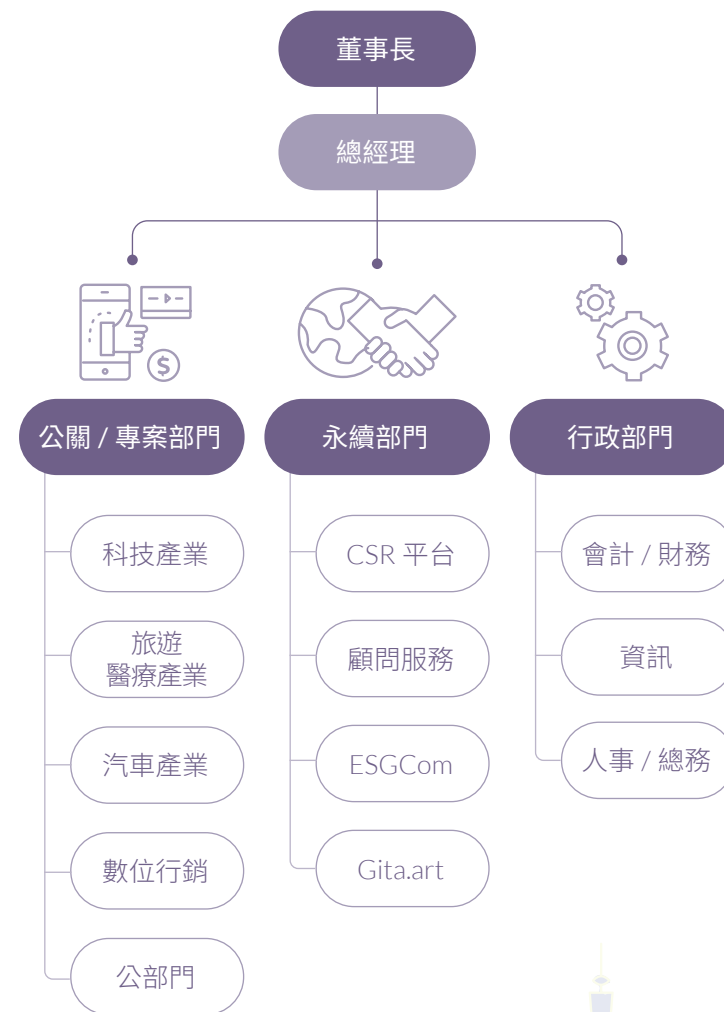 董事長
總經理
公關 / 專案部門
科技產業
旅遊
醫療產業
汽車產業
數位行銷
公部門
永續部門
CSR 平台
顧問服務
ESGCom
Gita.art
行政部門
會計 / 財務
資訊
人事 / 總務
$